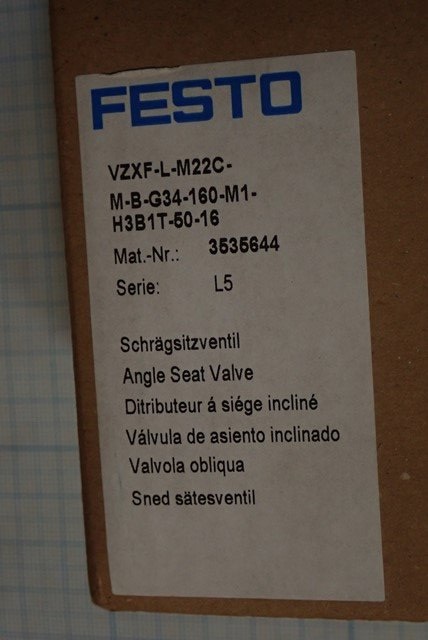 FESTO
VZXF-L-M22C-
M-B-G34-160-M1-
H3B1T-50-16
Mat.-Nr.: 3535644
Serie: L5
Schrägsitzventil
Angle Seat Valve
Ditributeur á siége incliné
Válvula de asiento inclinado
Valvola obliqua
Sned sätesventil